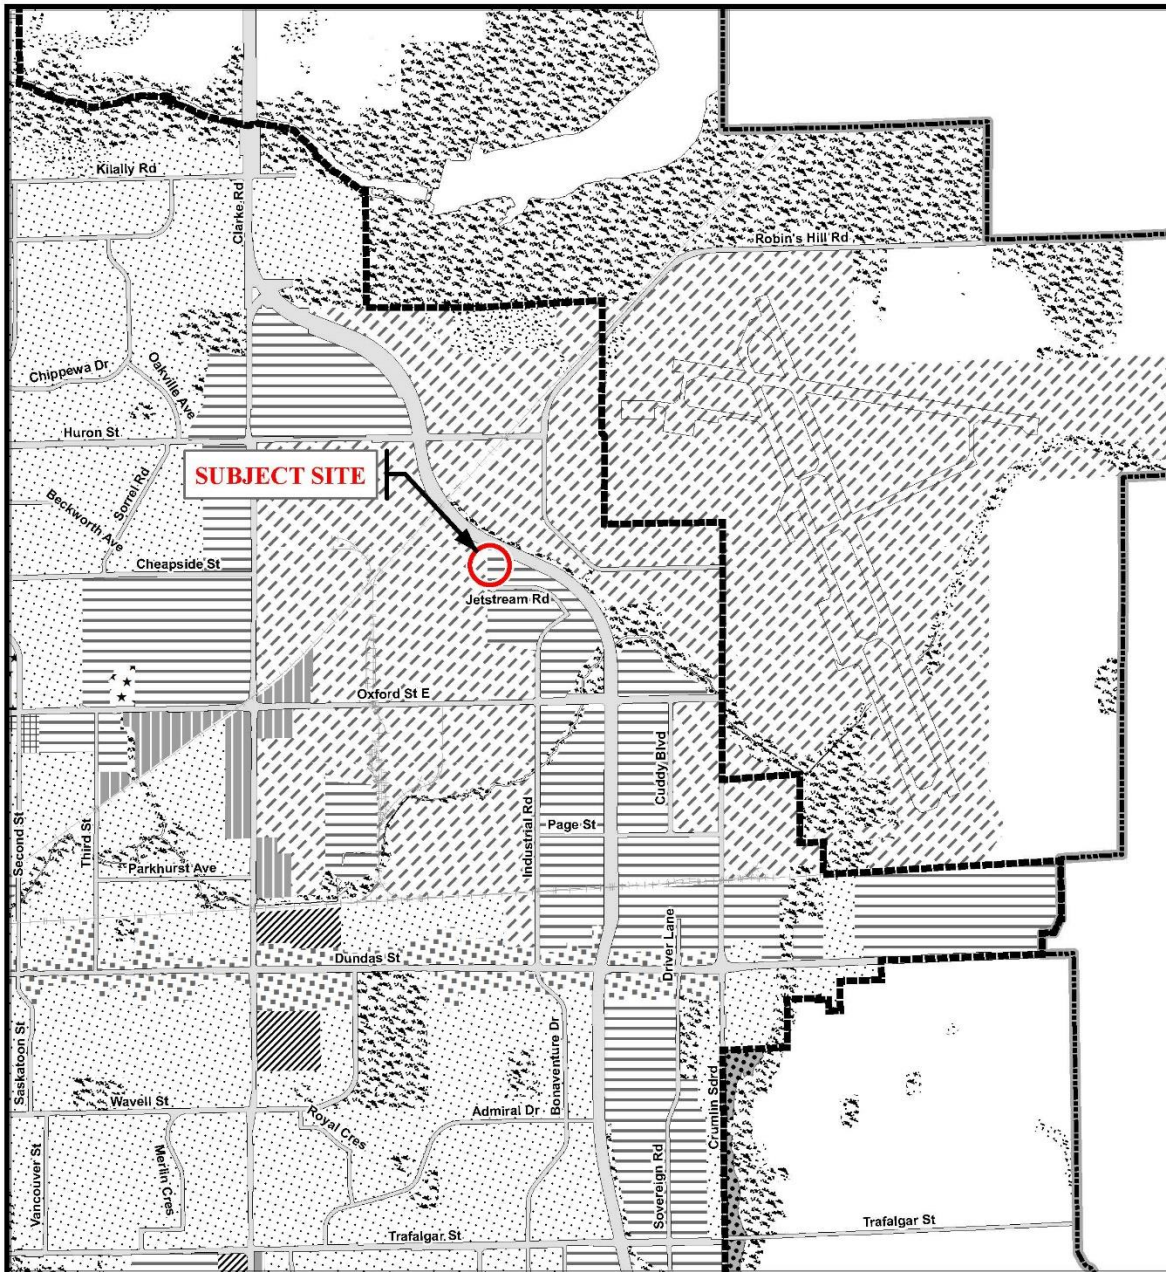 Kilally Rd
Clarke Rd
Robin's Hill Rd
Oakville Ave
Chippewa Dr
Huron St
SUBJECT SITE
Sorrel Rd
Beckworth Ave
Cheapside St
Jetstream Rd
Oxford St E
Cuddy Blvd
Industrial Rd
Page St
Second St
Third St
Parkhurst Ave
Driver Lane
Dundas St
Saskatoon St
Bonaventure Dr
Wavell St
Royal Cres
Admiral Dr
Crumlin Sdrd
Vancouver St
Merlin Cres
Sovereign Rd
Trafalgar St
Trafalgar St